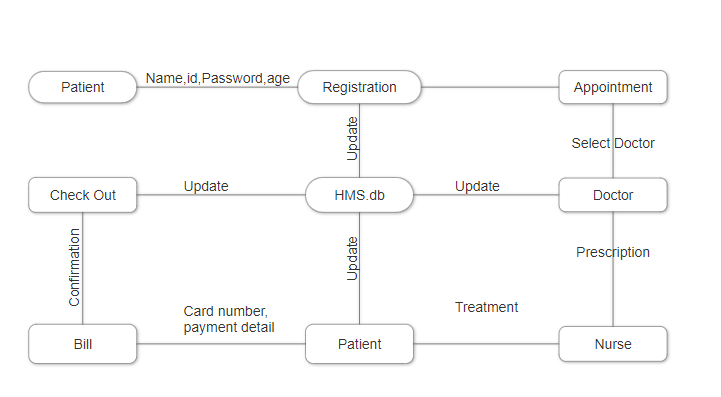 Name,id,Password,age
Patient
Registration
Appointment
Update
Select Doctor
Check Out
Update
HMS.db
Update
Doctor
Confirmation
Update
Prescription
Card number,
payment detail
Treatment
Bill
Patient
Nurse